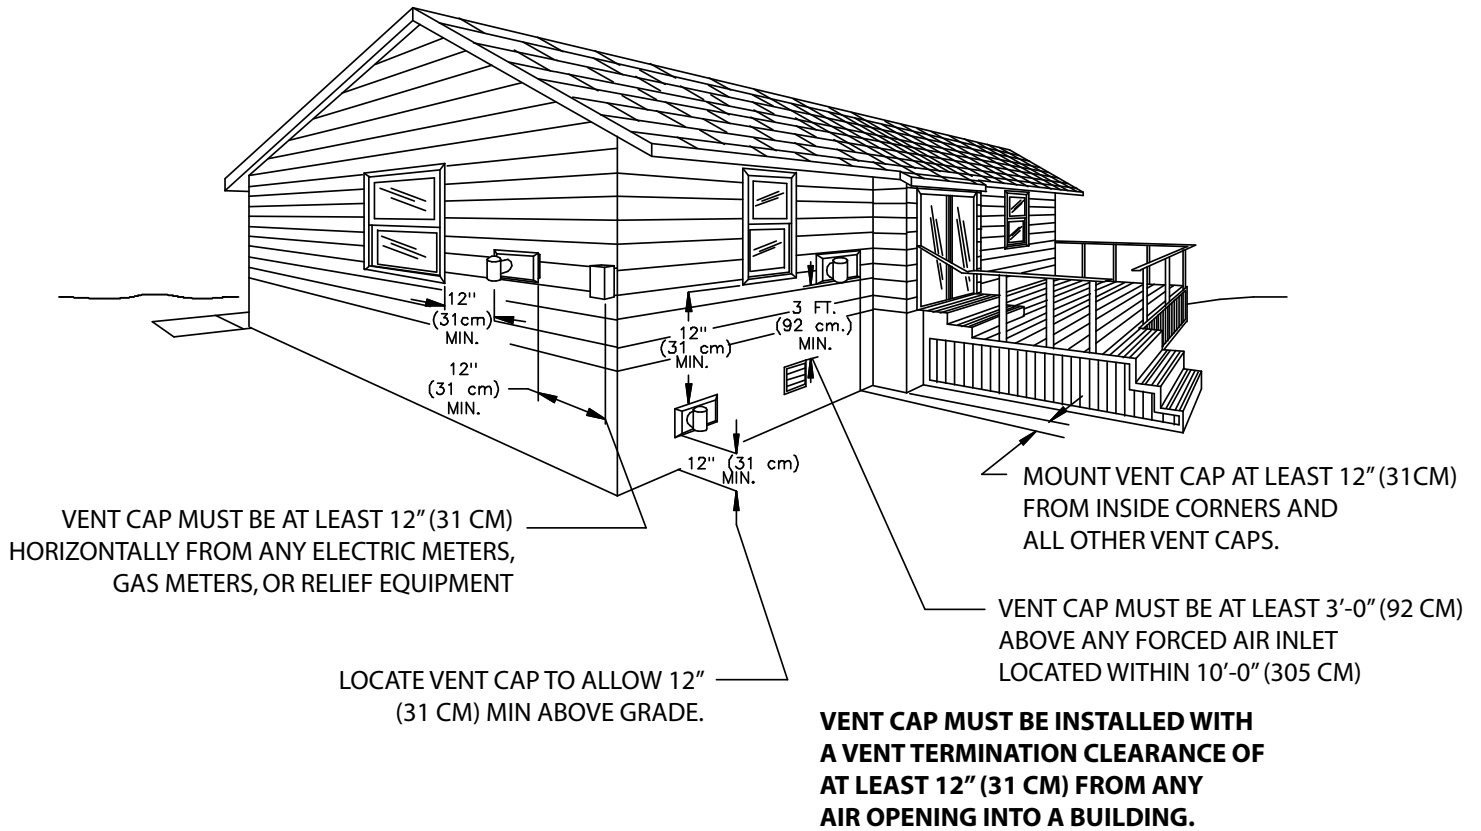 12"
(31cm)
MIN.
12"
(31 cm)
MIN.
12"
(31 cm)
MIN.
3 FT.
(92 cm.)
MIN.
12" (31 cm)
MIN.
VENT CAP MUST BE AT LEAST 12” (31 CM)
HORIZONTALLY FROM ANY ELECTRIC METERS,
GAS METERS, OR RELIEF EQUIPMENT
MOUNT VENT CAP AT LEAST 12” (31CM)
FROM INSIDE CORNERS AND
ALL OTHER VENT CAPS.
VENT CAP MUST BE AT LEAST 3’-0” (92 CM)
ABOVE ANY FORCED AIR INLET
LOCATED WITHIN 10’-0” (305 CM)
LOCATE VENT CAP TO ALLOW 12”
(31 CM) MIN ABOVE GRADE.
VENT CAP MUST BE INSTALLED WITH
A VENT TERMINATION CLEARANCE OF
AT LEAST 12” (31 CM) FROM ANY
AIR OPENING INTO A BUILDING.